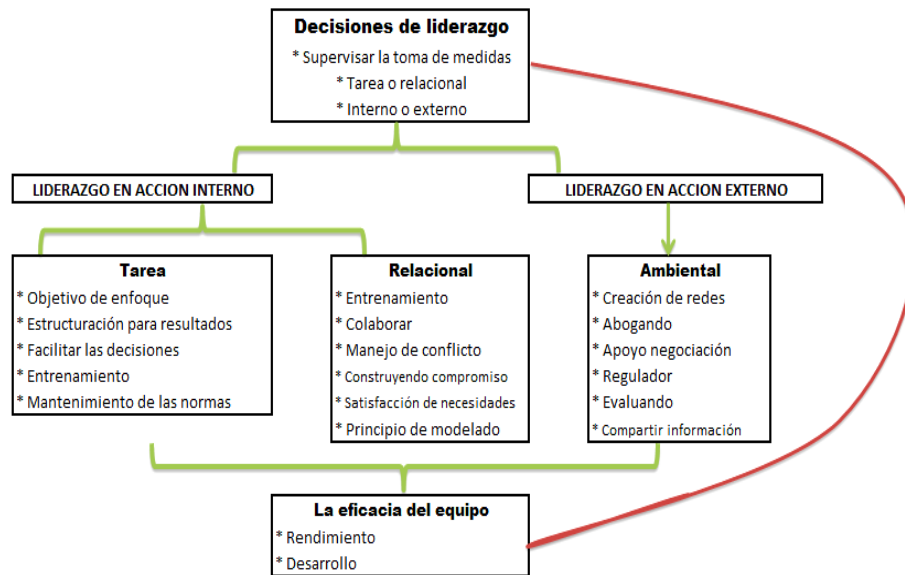 Decisiones de liderazgo
* Supervisar la toma de medidas
* Tarea o relacional
* Interno o externo
LIDERAZGO EN ACCION INTERNO
LIDERAZGO EN ACCION EXTERNO
Tarea
* Objetivo de enfoque
* Estructuración para resultados
* Facilitar las decisiones
* Entrenamiento
* Mantenimiento de las normas
Relacional
* Entrenamiento
* Colaborar
* Manejo de conflicto
* Construyendo compromiso
* Satisfacción de necesidades
* Principio de modelado
Ambiental
* Creación de redes
* Abogando
* Apoyo negociación
* Regulador
* Evaluando
* Compartir información
La eficacia del equipo
* Rendimiento
* Desarrollo